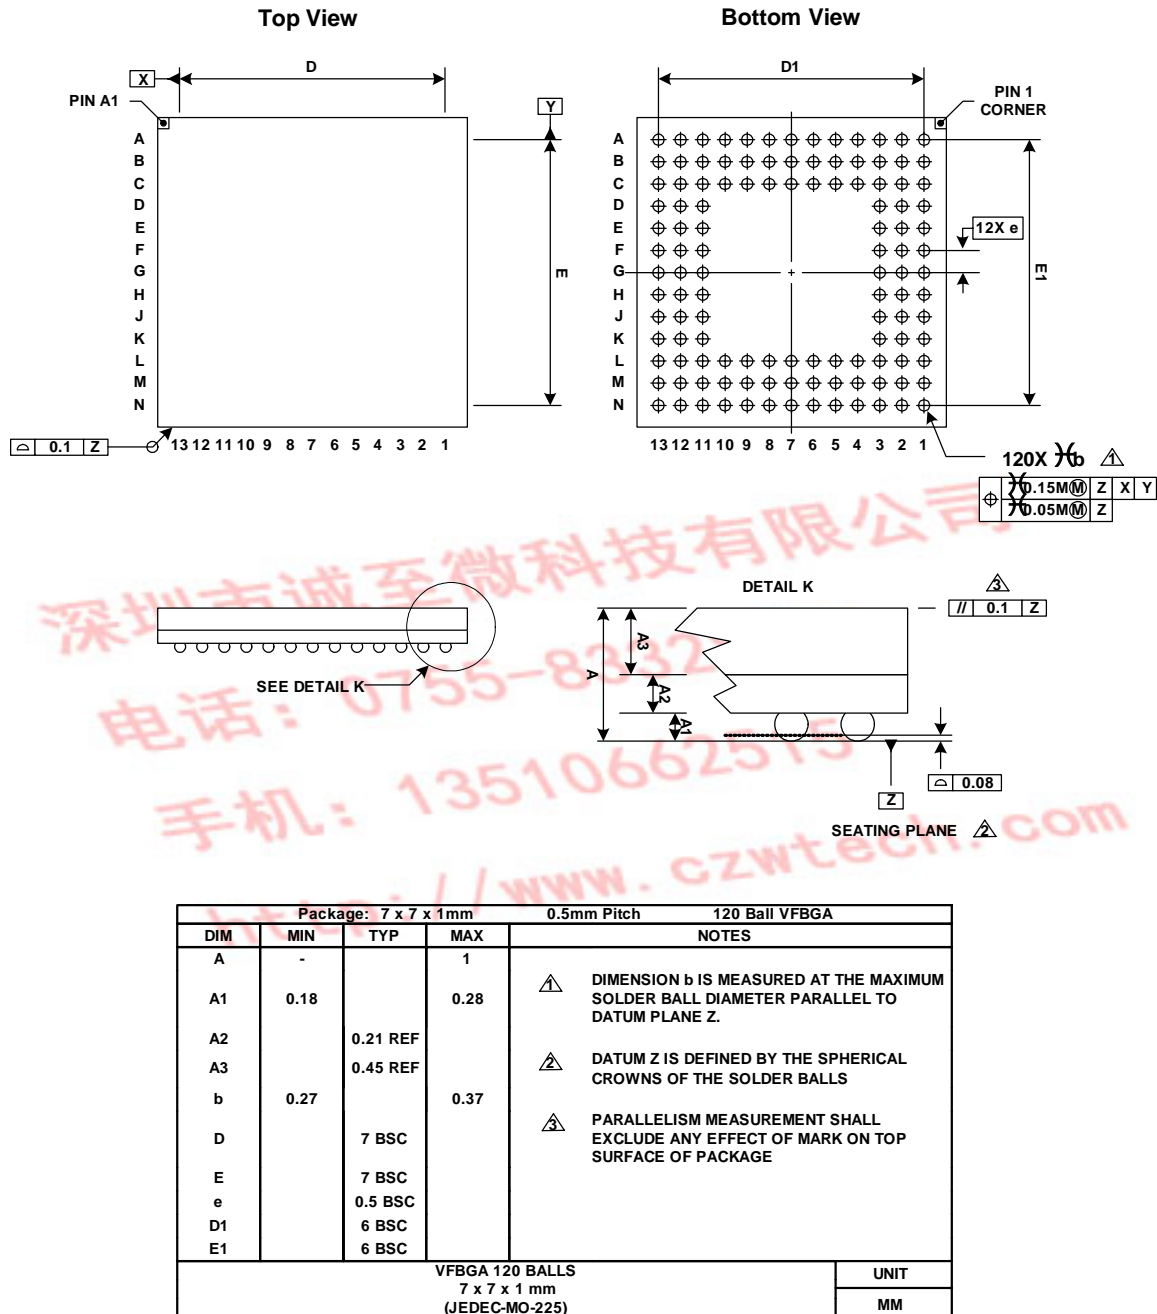 Top View
Bottom View
D
D1
X
PIN A1
Y
PIN 1
CORNER
A
B
C
D
E
F
G
H
J
K
L
M
N
E
A
B
C
D
E
F
G
H
J
K
L
M
N
12X e
E1
0.1 Z
13 12 11 10 9 8 7 6 5 4 3 2 1
13 12 11 10 9 8 7 6 5 4 3 2 1
120X b 1
0.15M M Z X Y
0.05M M Z
深圳市诚至微科技有限公司
DETAIL K
3
// 0.1 Z
A3
A
A2
A1
SEE DETAIL K
电话：0755-8332
0.08
Z
手机：13510662515
SEATING PLANE 2
http://www.czwtech.com
Package: 7 x 7 x 1mm 0.5mm Pitch 120 Ball VFBGA
DIM MIN TYP MAX NOTES
A - 1
A1 0.18 0.28
A2 0.21 REF
A3 0.45 REF
b 0.27 0.37
D 7 BSC
E 7 BSC
e 0.5 BSC
D1 6 BSC
E1 6 BSC
1 DIMENSION b IS MEASURED AT THE MAXIMUM
SOLDER BALL DIAMETER PARALLEL TO
DATUM PLANE Z.
2 DATUM Z IS DEFINED BY THE SPHERICAL
CROWNS OF THE SOLDER BALLS
3 PARALLELISM MEASUREMENT SHALL
EXCLUDE ANY EFFECT OF MARK ON TOP
SURFACE OF PACKAGE
VFBGA 120 BALLS
7 x 7 x 1 mm
(JEDEC-MO-225)
UNIT
MM